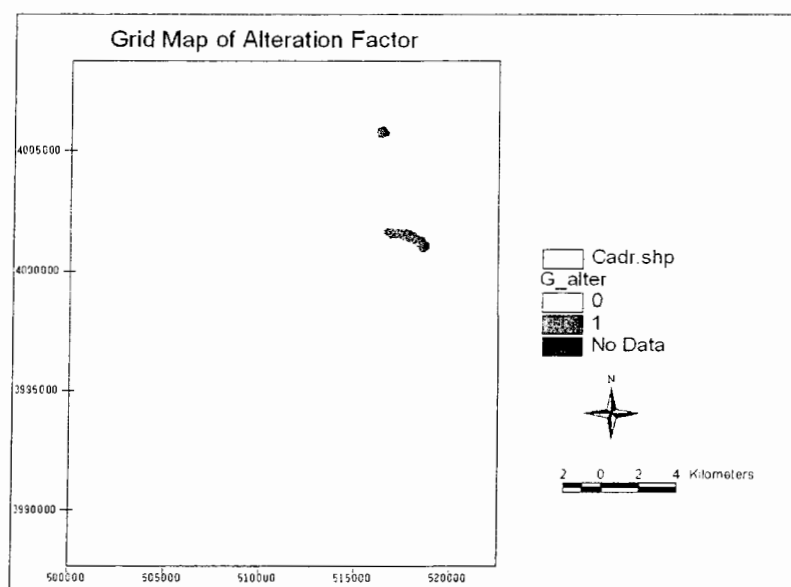 Grid Map of Alteration Factor
4005000
4000000
3995000
3990000
500000 505000 510000 515000 520000
Cadr.shp
G_alter
0
1
No Data
N
2 0 2 4 Kilometers